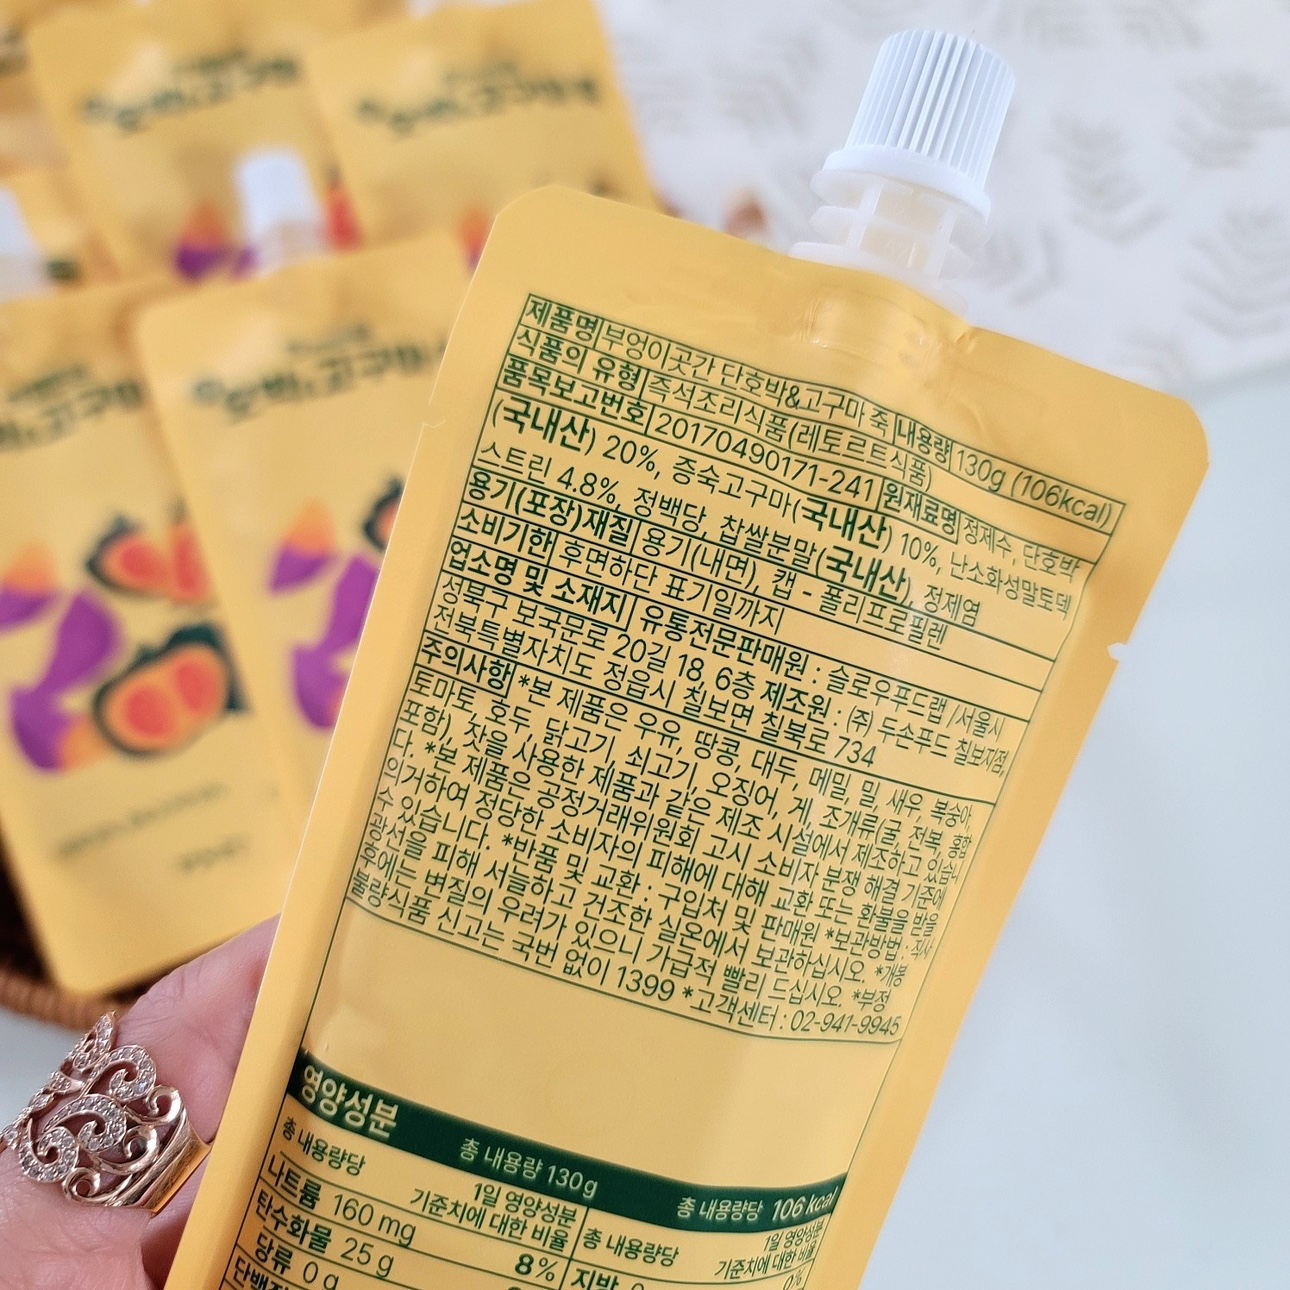 제품명 부엉이곳간 단호박&고구마 죽 내용량 130g (106kcal)
식품의 유형 즉석조리식품(레토르트식품)
품목보고번호 20170490171-241 원재료명 정제수, 단호박
(국내산) 20%, 증숙고구마(국내산) 10%, 난소화성말토덱
스트린 4.8%, 정백당, 찹쌀분말(국내산), 정제염
용기(포장)재질 용기(내면), 캡 - 폴리프로필렌
소비기한 후면하단 표기일까지
업소명 및 소재지 유통전문판매원 : 슬로우푸드랩 /서울시
성북구 보국문로 20길 18, 6층 제조원 : (주) 두손푸드 칠보지점,
전북특별자치도 정읍시 칠보면 칠북로 734
주의사항 *본 제품은 우유, 땅콩, 대두, 메밀, 밀, 새우, 복숭아,
토마토, 호두, 닭고기, 쇠고기, 오징어, 게, 조개류(굴, 전복, 홍합
포함), 잣을 사용한 제품과 같은 제조 시설에서 제조하고 있습니
다. *본 제품은 공정거래위원회 고시 소비자 분쟁 해결 기준에
의거하여 정당한 소비자의 피해에 대해 교환 또는 환불을 받을
수 있습니다. *반품 및 교환 : 구입처 및 판매원 *보관방법 : 직사
광선을 피해 서늘하고 건조한 실온에서 보관하십시오. *개봉
후에는 변질의 우려가 있으니 가급적 빨리 드십시오. *부정
불량식품 신고는 국번 없이 1399 *고객센터 : 02-941-9945
영양성분 총 내용량 130g 총 내용량당 106 kcal
총 내용량당 1일 영양성분 기준치에 대한 비율 총 내용량당 1일 영양성분 기준치에 대한 비율
나트륨 160 mg 8% 지방 0%
탄수화물 25 g
당류 0 g